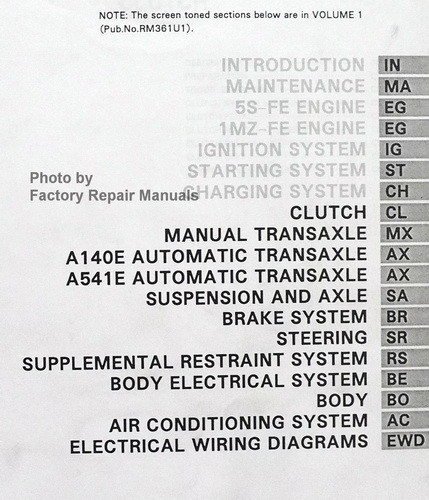 NOTE: The screen toned sections below are in VOLUME 1
(Pub.No.RM361U1).
INTRODUCTION IN
MAINTENANCE MA
5S-FE ENGINE EG
1MZ-FE ENGINE EG
IGNITION SYSTEM IG
STARTING SYSTEM ST
CHARGING SYSTEM CH
Photo by
Factory Repair Manuals
CLUTCH CL
MANUAL TRANSAXLE MX
A140E AUTOMATIC TRANSAXLE AX
A541E AUTOMATIC TRANSAXLE AX
SUSPENSION AND AXLE SA
BRAKE SYSTEM BR
STEERING SR
SUPPLEMENTAL RESTRAINT SYSTEM RS
BODY ELECTRICAL SYSTEM BE
BODY BO
AIR CONDITIONING SYSTEM AC
ELECTRICAL WIRING DIAGRAMS EWD